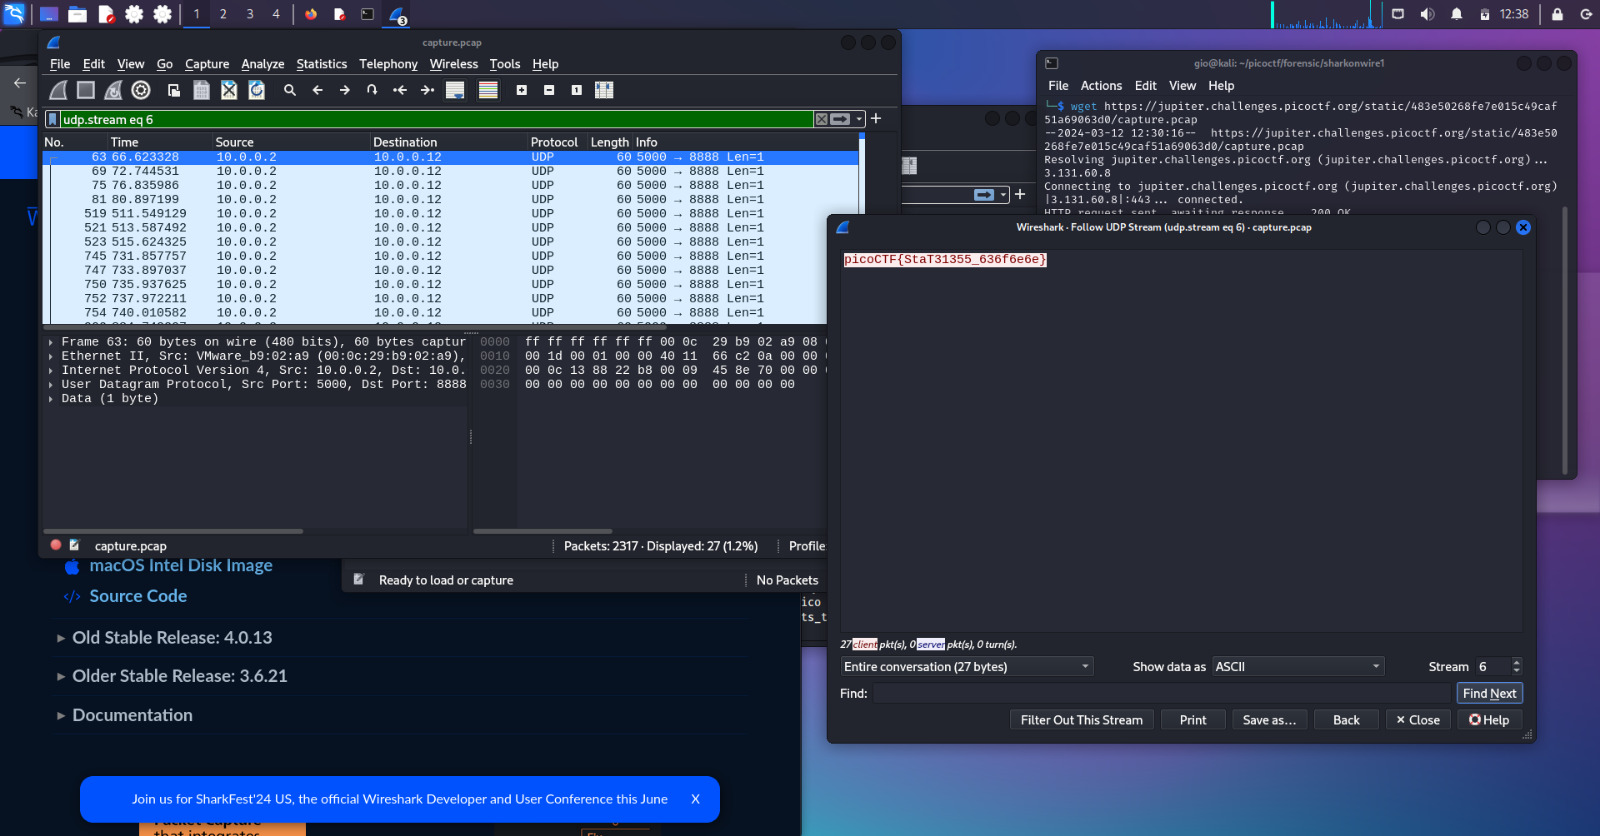 1
2
3
4
3
12:38
capture.pcap
File Edit View Go Capture Analyze Statistics Telephony Wireless Tools Help
udp.stream eq 6
No. Time Source Destination Protocol Length Info
63 66.623328 10.0.0.2 10.0.0.12 UDP 60 5000 → 8888 Len=1
69 72.744531 10.0.0.2 10.0.0.12 UDP 60 5000 → 8888 Len=1
75 76.835986 10.0.0.2 10.0.0.12 UDP 60 5000 → 8888 Len=1
81 80.897199 10.0.0.2 10.0.0.12 UDP 60 5000 → 8888 Len=1
519 511.549129 10.0.0.2 10.0.0.12 UDP 60 5000 → 8888 Len=1
521 513.587492 10.0.0.2 10.0.0.12 UDP 60 5000 → 8888 Len=1
523 515.624325 10.0.0.2 10.0.0.12 UDP 60 5000 → 8888 Len=1
745 731.857757 10.0.0.2 10.0.0.12 UDP 60 5000 → 8888 Len=1
747 733.897037 10.0.0.2 10.0.0.12 UDP 60 5000 → 8888 Len=1
750 735.937625 10.0.0.2 10.0.0.12 UDP 60 5000 → 8888 Len=1
752 737.972211 10.0.0.2 10.0.0.12 UDP 60 5000 → 8888 Len=1
754 740.010582 10.0.0.2 10.0.0.12 UDP 60 5000 → 8888 Len=1
Frame 63: 60 bytes on wire (480 bits), 60 bytes captur
Ethernet II, Src: VMware_b9:02:a9 (00:0c:29:b9:02:a9),
Internet Protocol Version 4, Src: 10.0.0.2, Dst: 10.0.
User Datagram Protocol, Src Port: 5000, Dst Port: 8888
Data (1 byte)
0000 ff ff ff ff ff ff 00 0c 29 b9 02 a9 08
0010 00 1d 00 01 00 00 40 11 66 c2 0a 00 00
0020 00 0c 13 88 22 b8 00 09 45 8e 70 00 00
0030 00 00 00 00 00 00 00 00 00 00 00 00
capture.pcap
Packets: 2317 · Displayed: 27 (1.2%)
Profile:
Ready to load or capture
No Packets
gio@kali: ~/picoctf/forensic/sharkonwire1
File Actions Edit View Help
└─$ wget https://jupiter.challenges.picoctf.org/static/483e50268fe7e015c49caf
51a69063d0/capture.pcap
--2024-03-12 12:30:16-- https://jupiter.challenges.picoctf.org/static/483e50
268fe7e015c49caf51a69063d0/capture.pcap
Resolving jupiter.challenges.picoctf.org (jupiter.challenges.picoctf.org)...
3.131.60.8
Connecting to jupiter.challenges.picoctf.org (jupiter.challenges.picoctf.org)
|3.131.60.8|:443... connected.
HTTP request sent, awaiting response... 200 OK
Wireshark · Follow UDP Stream (udp.stream eq 6) · capture.pcap
picoCTF{StaT31355_636f6e6e}
27 client pkt(s), 0 server pkt(s), 0 turn(s).
Entire conversation (27 bytes)
Show data as ASCII
Stream 6
Find:
Find Next
Filter Out This Stream
Print
Save as…
Back
Close
Help
macOS Intel Disk Image
Source Code
Old Stable Release: 4.0.13
Older Stable Release: 3.6.21
Documentation
Join us for SharkFest'24 US, the official Wireshark Developer and User Conference this June X
Packet Capture
that integrates
ico
ts_t